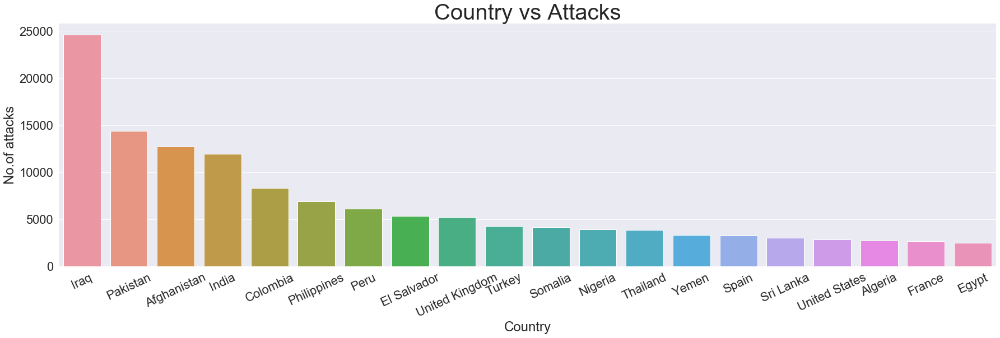 Country vs Attacks
25000
20000
15000
10000
5000
0
No.of attacks
Iraq
Pakistan
Afghanistan
India
Colombia
Philippines
Peru
El Salvador
United Kingdom
Turkey
Somalia
Nigeria
Thailand
Yemen
Spain
Sri Lanka
United States
Algeria
France
Egypt
Country